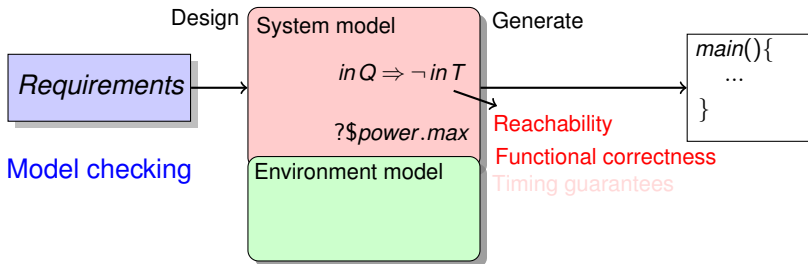 Design
System model
Generate
Requirements
in Q ⇒ ¬ in T
main(){
...
}
Reachability
?$power.max
Functional correctness
Model checking
Environment model
Timing guarantees